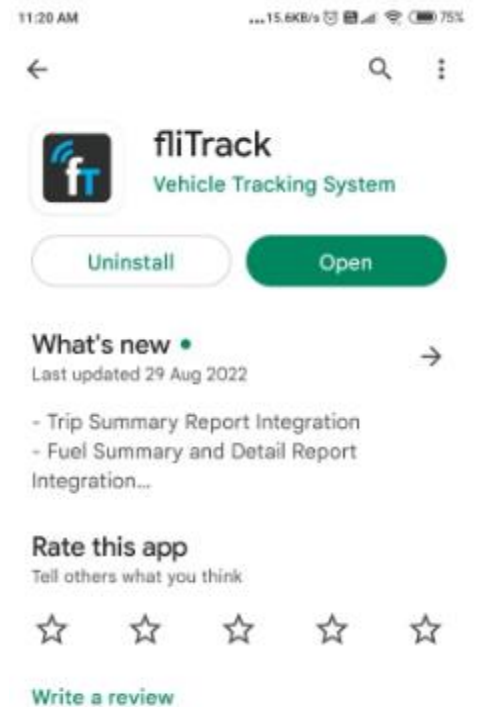 11:20 AM ...15.6KB/s 75%
fT
fliTrack
Vehicle Tracking System
Uninstall Open
What's new •
Last updated 29 Aug 2022
- Trip Summary Report Integration
- Fuel Summary and Detail Report
Integration...
Rate this app
Tell others what you think
Write a review